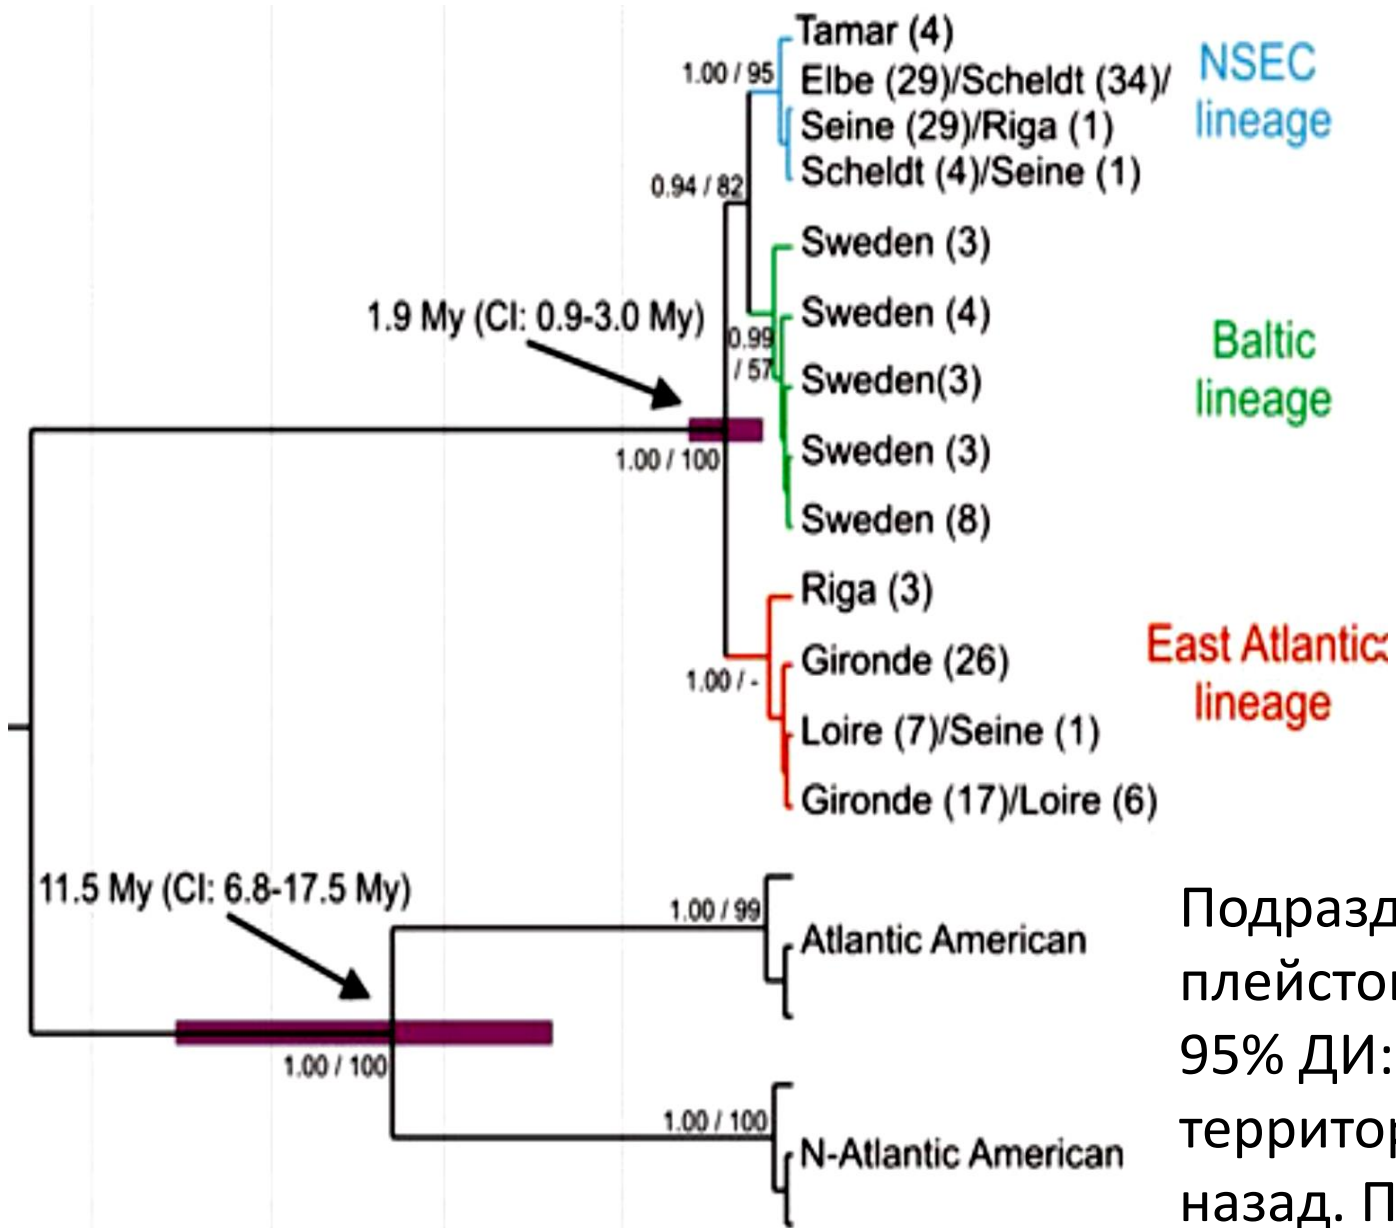 Tamar (4)
1.00 / 95
Elbe (29)/Scheldt (34)/
NSEC
lineage
Seine (29)/Riga (1)
Scheldt (4)/Seine (1)
0.94 / 82
Sweden (3)
1.9 My (CI: 0.9-3.0 My)
Sweden (4)
0.99
/ 57
Baltic
lineage
Sweden(3)
Sweden (3)
1.00 / 100
Sweden (8)
Riga (3)
Gironde (26)
East Atlantic
lineage
1.00 / -
Loire (7)/Seine (1)
Gironde (17)/Loire (6)
11.5 My (CI: 6.8-17.5 My)
1.00 / 99
Atlantic American
1.00 / 100
1.00 / 100
N-Atlantic American
Подразд
плейсто
95% ДИ:
территор
назад. П